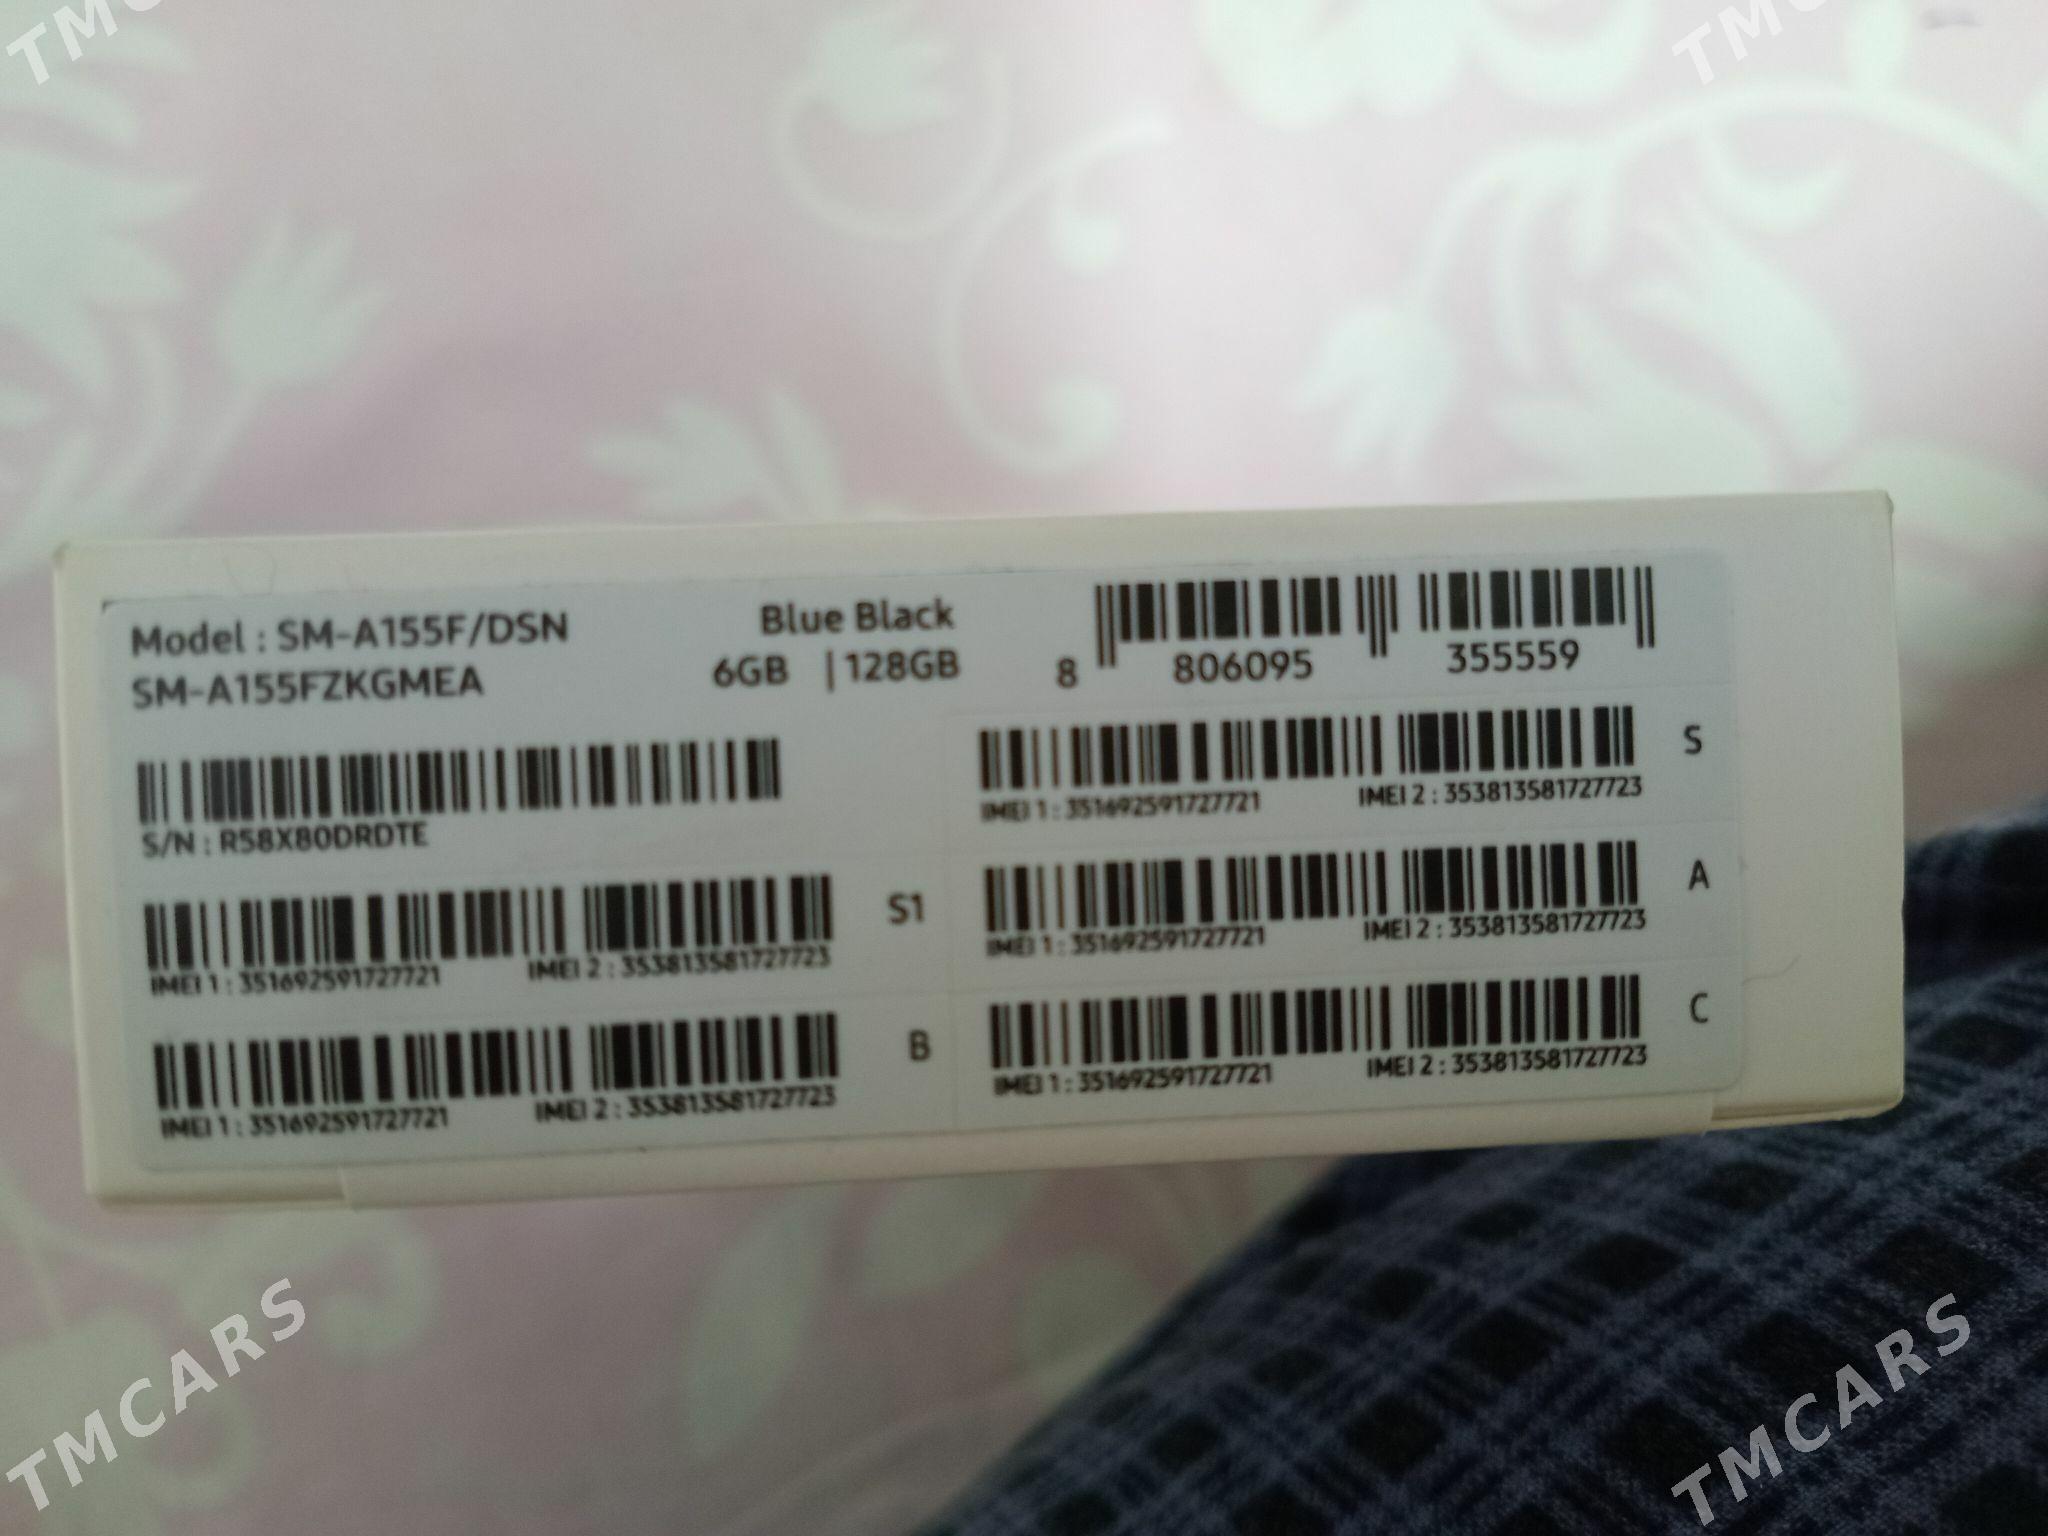 TMCARS
TMCARS
Model : SM-A155F/DSN
SM-A155FZKGMEA
Blue Black
6GB | 128GB
8 806095 355559
S/N : R58X80DRDTE
IMEI 1 : 351692591727721 IMEI 2 : 353813581727723 S
IMEI 1 : 351692591727721 IMEI 2 : 353813581727723 S1
IMEI 1 : 351692591727721 IMEI 2 : 353813581727723 A
IMEI 1 : 351692591727721 IMEI 2 : 353813581727723 B
IMEI 1 : 351692591727721 IMEI 2 : 353813581727723 C
TMCARS
TMCARS